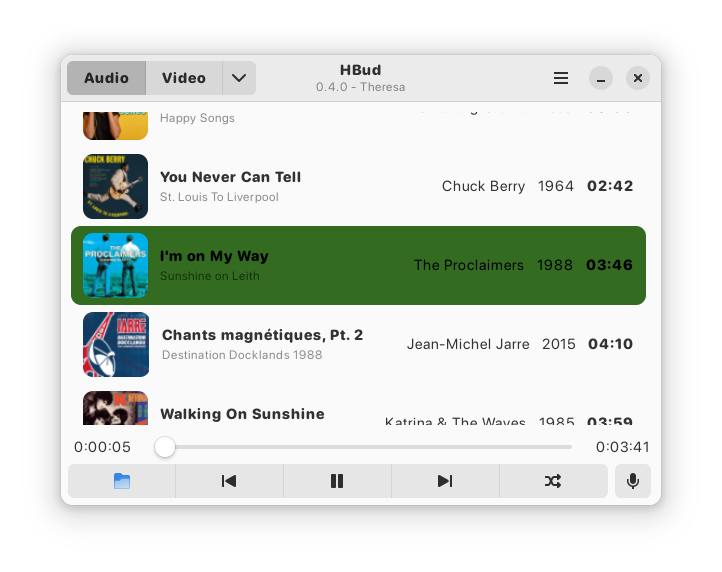 Audio
Video
HBud
0.4.0 - Theresa
Happy Songs
CHUCK BERRY
You Never Can Tell
St. Louis To Liverpool
Chuck Berry 1964 02:42
THE
PROCLAIMERS
I'm on My Way
Sunshine on Leith
The Proclaimers 1988 03:46
JARRE
DESTINATION
DOCKLANDS
Chants magnétiques, Pt. 2
Destination Docklands 1988
Jean-Michel Jarre 2015 04:10
Walking On Sunshine
Katrina & The Waves 1985 03:59
0:00:05
0:03:41